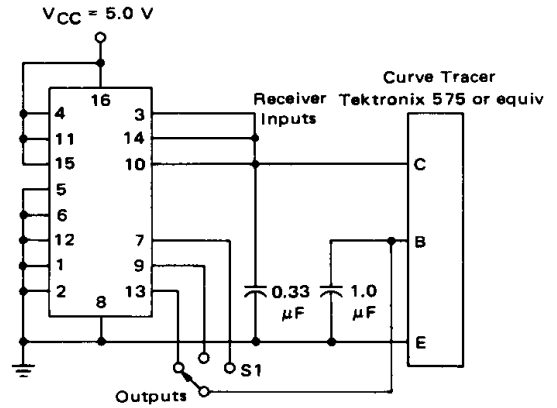 VCC = 5.0 V
Curve Tracer
Tektronix 575 or equiv
Receiver
Inputs
16
4
11
15
5
6
12
1
2
3
14
10
7
9
13
8
C
B
E
0.33
μF
1.0
μF
S1
Outputs